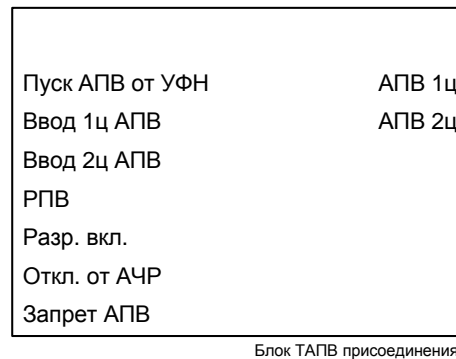 Пуск АПВ от УФН АПВ 1ц
Ввод 1ц АПВ АПВ 2ц
Ввод 2ц АПВ
РПВ
Разр. вкл.
Откл. от АЧР
Запрет АПВ
Блок ТАПВ присоединения